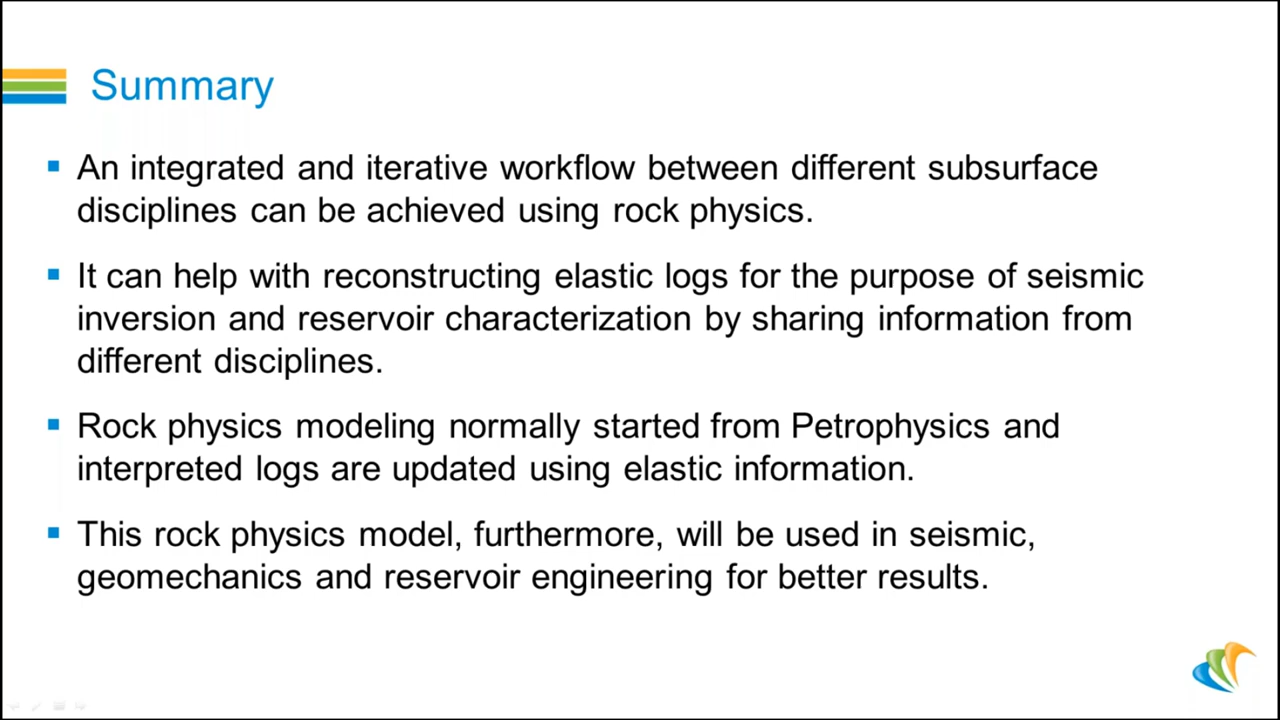 Summary
An integrated and iterative workflow between different subsurface
disciplines can be achieved using rock physics.
It can help with reconstructing elastic logs for the purpose of seismic
inversion and reservoir characterization by sharing information from
different disciplines.
Rock physics modeling normally started from Petrophysics and
interpreted logs are updated using elastic information.
This rock physics model, furthermore, will be used in seismic,
geomechanics and reservoir engineering for better results.